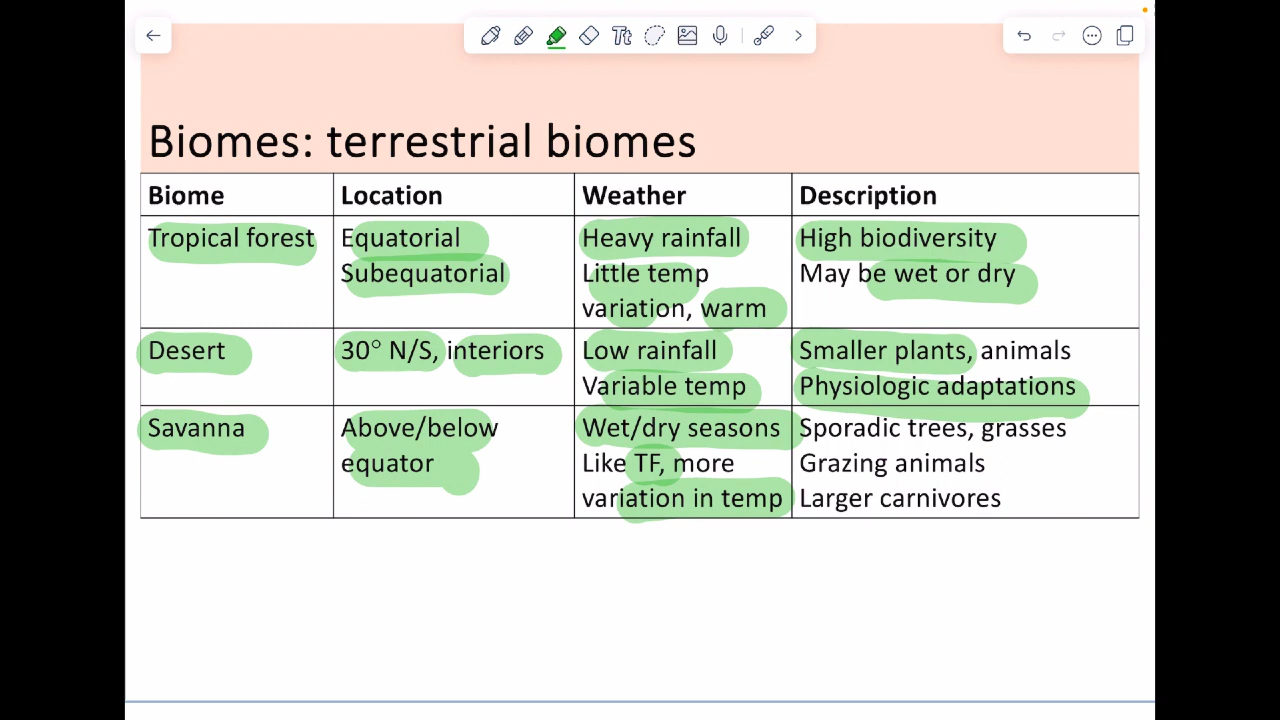 Tt
Biomes: terrestrial biomes
Biome Location Weather Description
Tropical forest Equatorial Heavy rainfall High biodiversity
Subequatorial Little temp May be wet or dry
variation, warm
Desert 30° N/S, interiors Low rainfall Smaller plants, animals
Variable temp Physiologic adaptations
Savanna Above/below Wet/dry seasons Sporadic trees, grasses
equator Like TF, more Grazing animals
variation in temp Larger carnivores